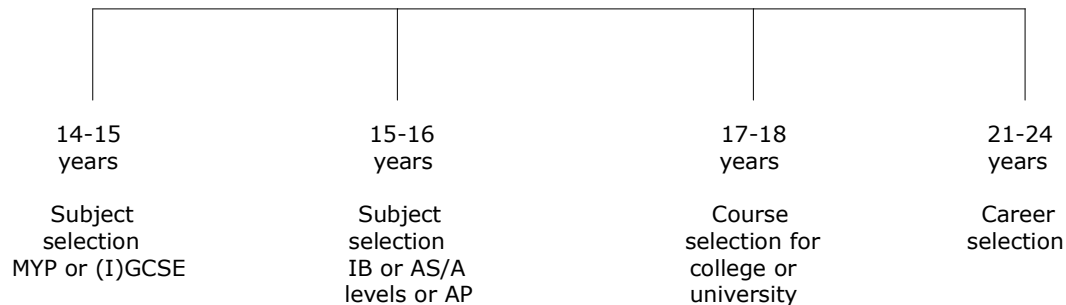 14-15
years
Subject
selection
MYP or (I)GCSE
15-16
years
Subject
selection
IB or AS/A
levels or AP
17-18
years
Course
selection for
college or
university
21-24
years
Career
selection